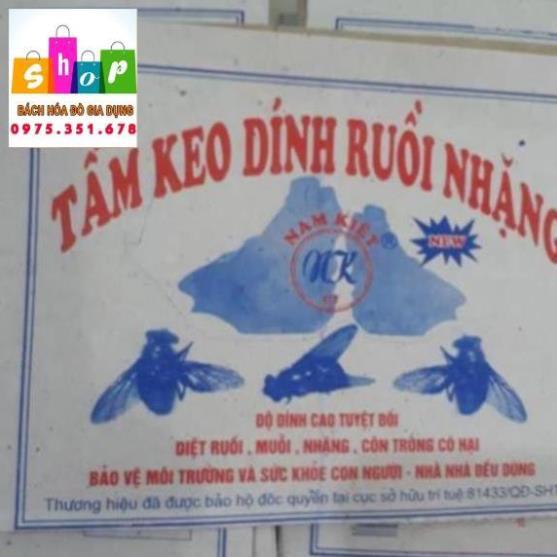 Shop
BÁCH HÓA ĐỒ GIA DỤNG
0975.351.678
TẤM KEO DÍNH RUỒI NHẶNG
NAM KIỆT
®
NEW
NK
ĐỘ DÍNH CAO TUYỆT ĐỐI
DIỆT RUỒI , MUỖI , NHẶNG , CÔN TRÙNG CÓ HẠI
BẢO VỆ MÔI TRƯỜNG VÀ SỨC KHỎE CON NGƯỜI - NHÀ NHÀ ĐỀU DÙNG
Thương hiệu đã được bảo hộ độc quyền tại cục sở hữu trí tuệ 81433/QĐ-SHT